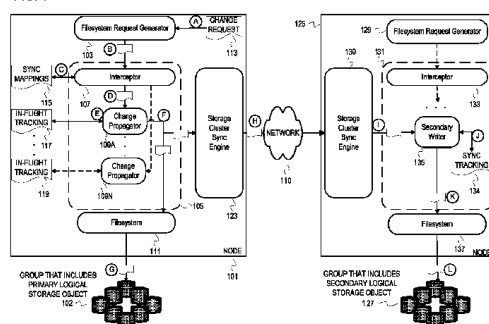 101
Filesystem Request Generator
A
CHANGE
REQUEST
113
103
B
SYNC
MAPPINGS
115
C
Interceptor
107
D
IN-FLIGHT
TRACKING
117
E
Change
Propagator
109A
F
IN-FLIGHT
TRACKING
119
Change
Propagator
109N
105
Storage
Cluster
Sync
Engine
123
H
NETWORK
110
Filesystem
111
NODE
101
G
GROUP THAT INCLUDES
PRIMARY LOGICAL
STORAGE OBJECT
102
125
Filesystem Request Generator
129
139
131
Interceptor
133
Storage
Cluster
Sync
Engine
I
Secondary
Writer
135
J
SYNC
TRACKING
134
K
Filesystem
137
NODE
L
GROUP THAT INCLUDES
SECONDARY LOGICAL
STORAGE OBJECT
127